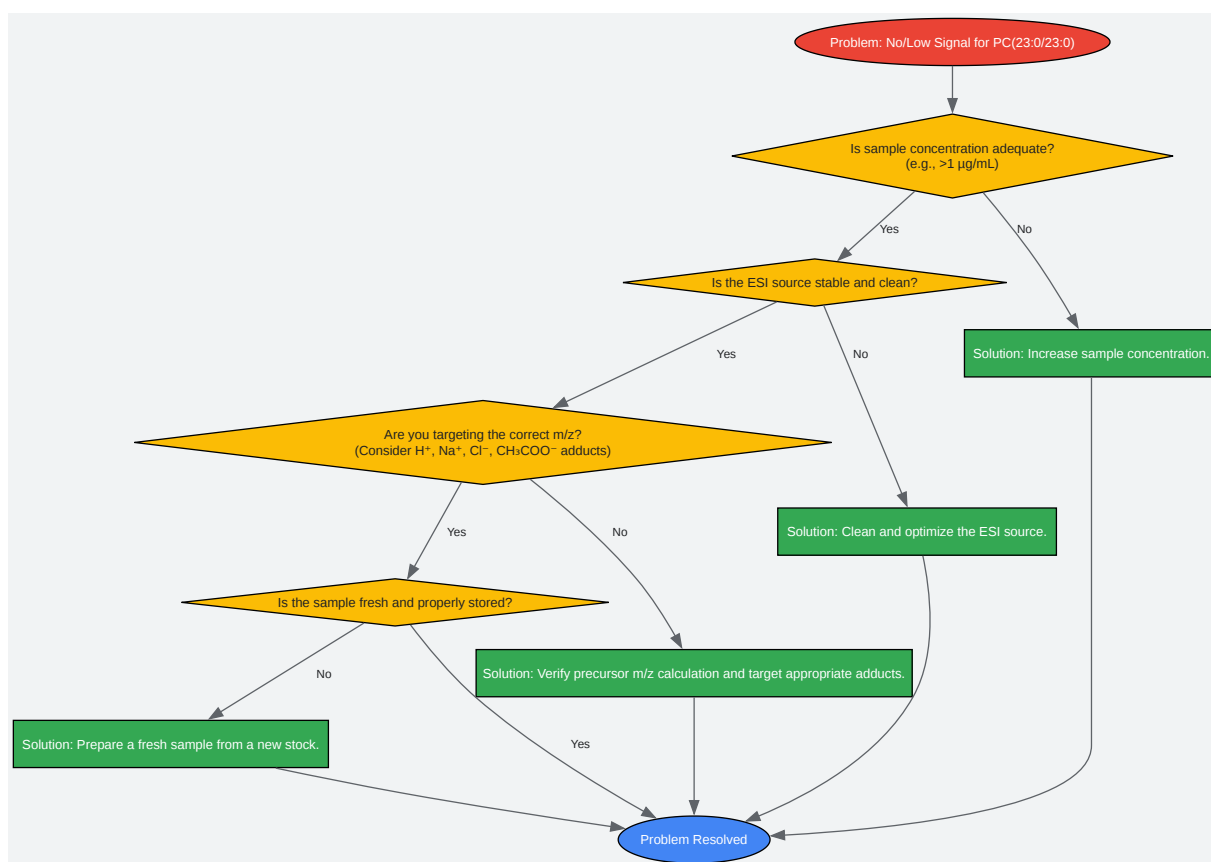 Problem: No/Low Signal for PC(23:0/23:0)
Is sample concentration adequate?
(e.g., >1 µg/mL)
Yes
No
Is the ESI source stable and clean?
Solution: Increase sample concentration.
Yes
No
Are you targeting the correct m/z?
(Consider H⁺, Na⁺, Cl⁻, CH₃COO⁻ adducts)
Solution: Clean and optimize the ESI source.
Yes
No
Is the sample fresh and properly stored?
Solution: Verify precursor m/z calculation and target appropriate adducts.
No
Yes
Solution: Prepare a fresh sample from a new stock.
Problem Resolved